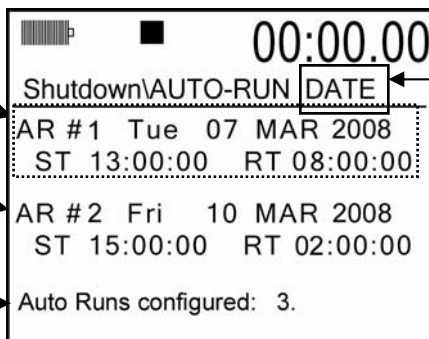 00:00.00
Shutdown\AUTO-RUN DATE
AR #1 Tue 07 MAR 2008
ST 13:00:00 RT 08:00:00
AR #2 Fri 10 MAR 2008
ST 15:00:00 RT 02:00:00
Auto Runs configured: 3.